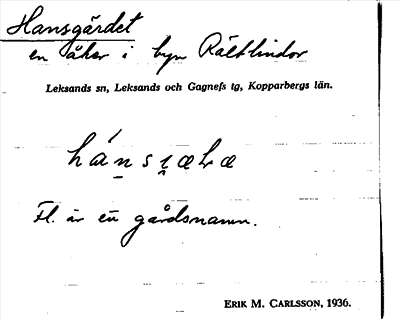 Hansgärdet
en åker i byn Rältlindor
Leksands sn, Leksands och Gagnefs tg, Kopparbergs län.
Fl. är en gårdsnamn.
ERIK M. CARLSSON, 1936.